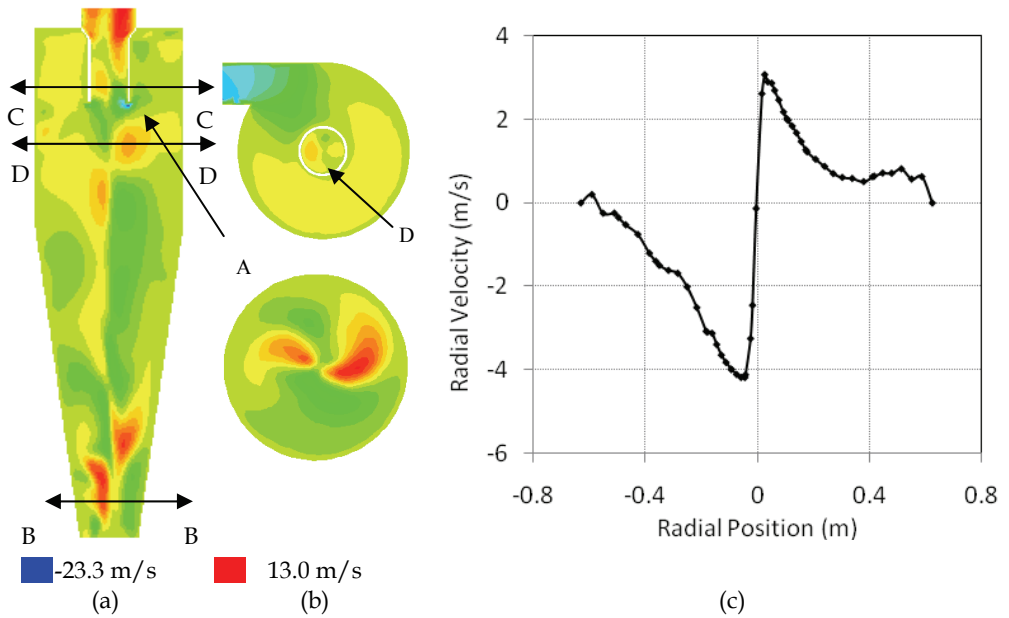 C C
D D
A
D
B B
-23.3 m/s 13.0 m/s
(a) (b)
4
2
0
-2
-4
-6
-0.8 -0.4 0 0.4 0.8
Radial Velocity (m/s)
Radial Position (m)
(c)